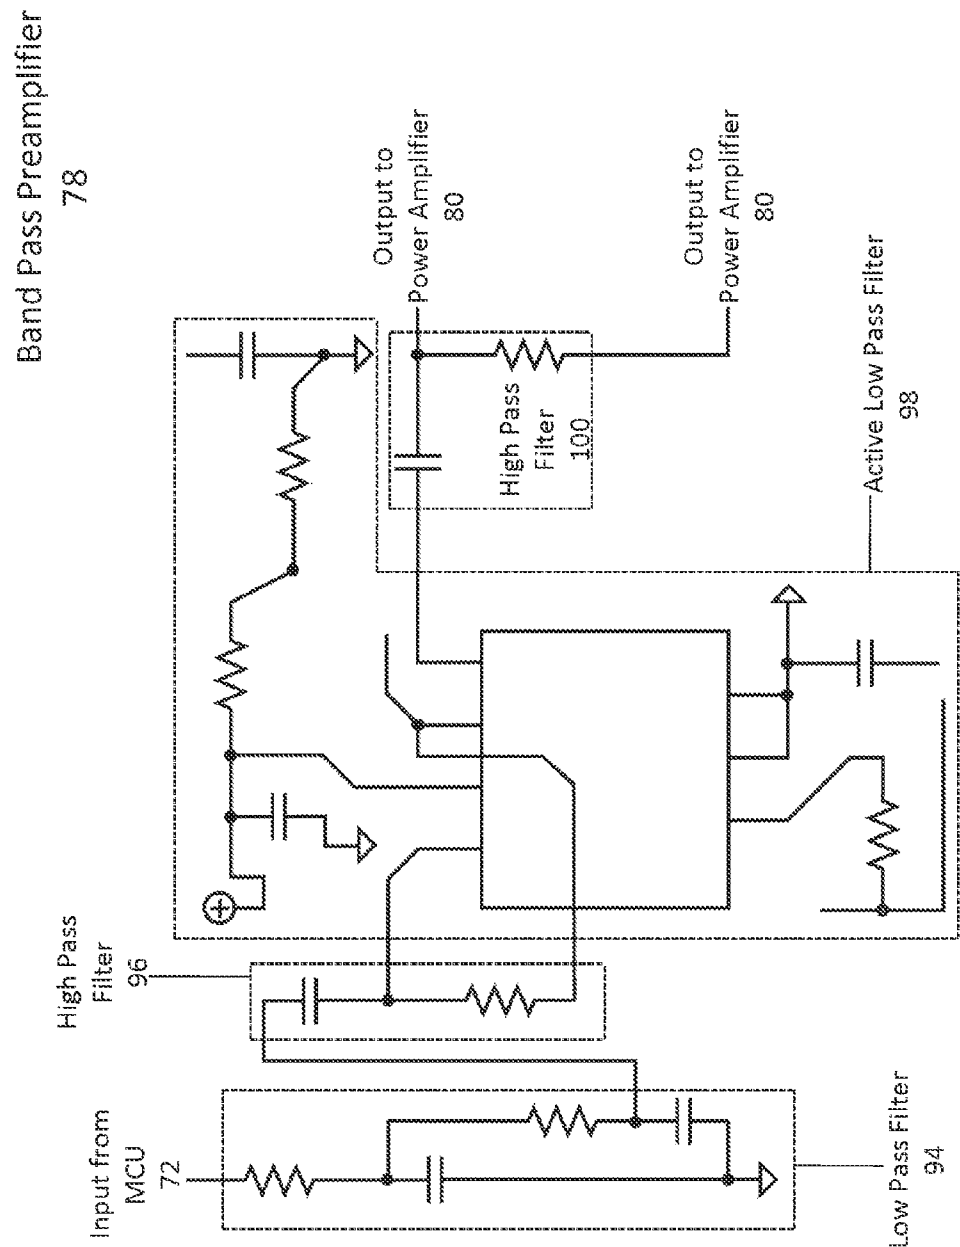 Band Pass Preamplifier
78
Input from
MCU
72
High Pass
Filter
96
Output to
Power Amplifier
80
High Pass
Filter
100
Output to
Power Amplifier
80
Low Pass Filter
94
Active Low Pass Filter
98